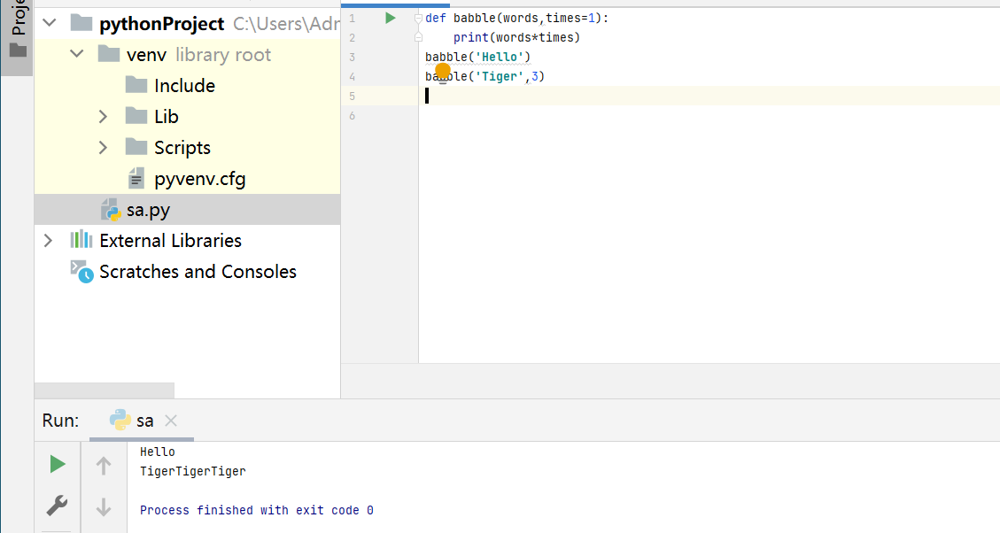 Proje
pythonProject C:\Users\Adr
venv library root
Include
Lib
Scripts
pyvenv.cfg
sa.py
External Libraries
Scratches and Consoles
1 def babble(words,times=1):
2 print(words*times)
3 babble('Hello')
4 babble('Tiger',3)
5
6
Run: sa
Hello
TigerTigerTiger
Process finished with exit code 0